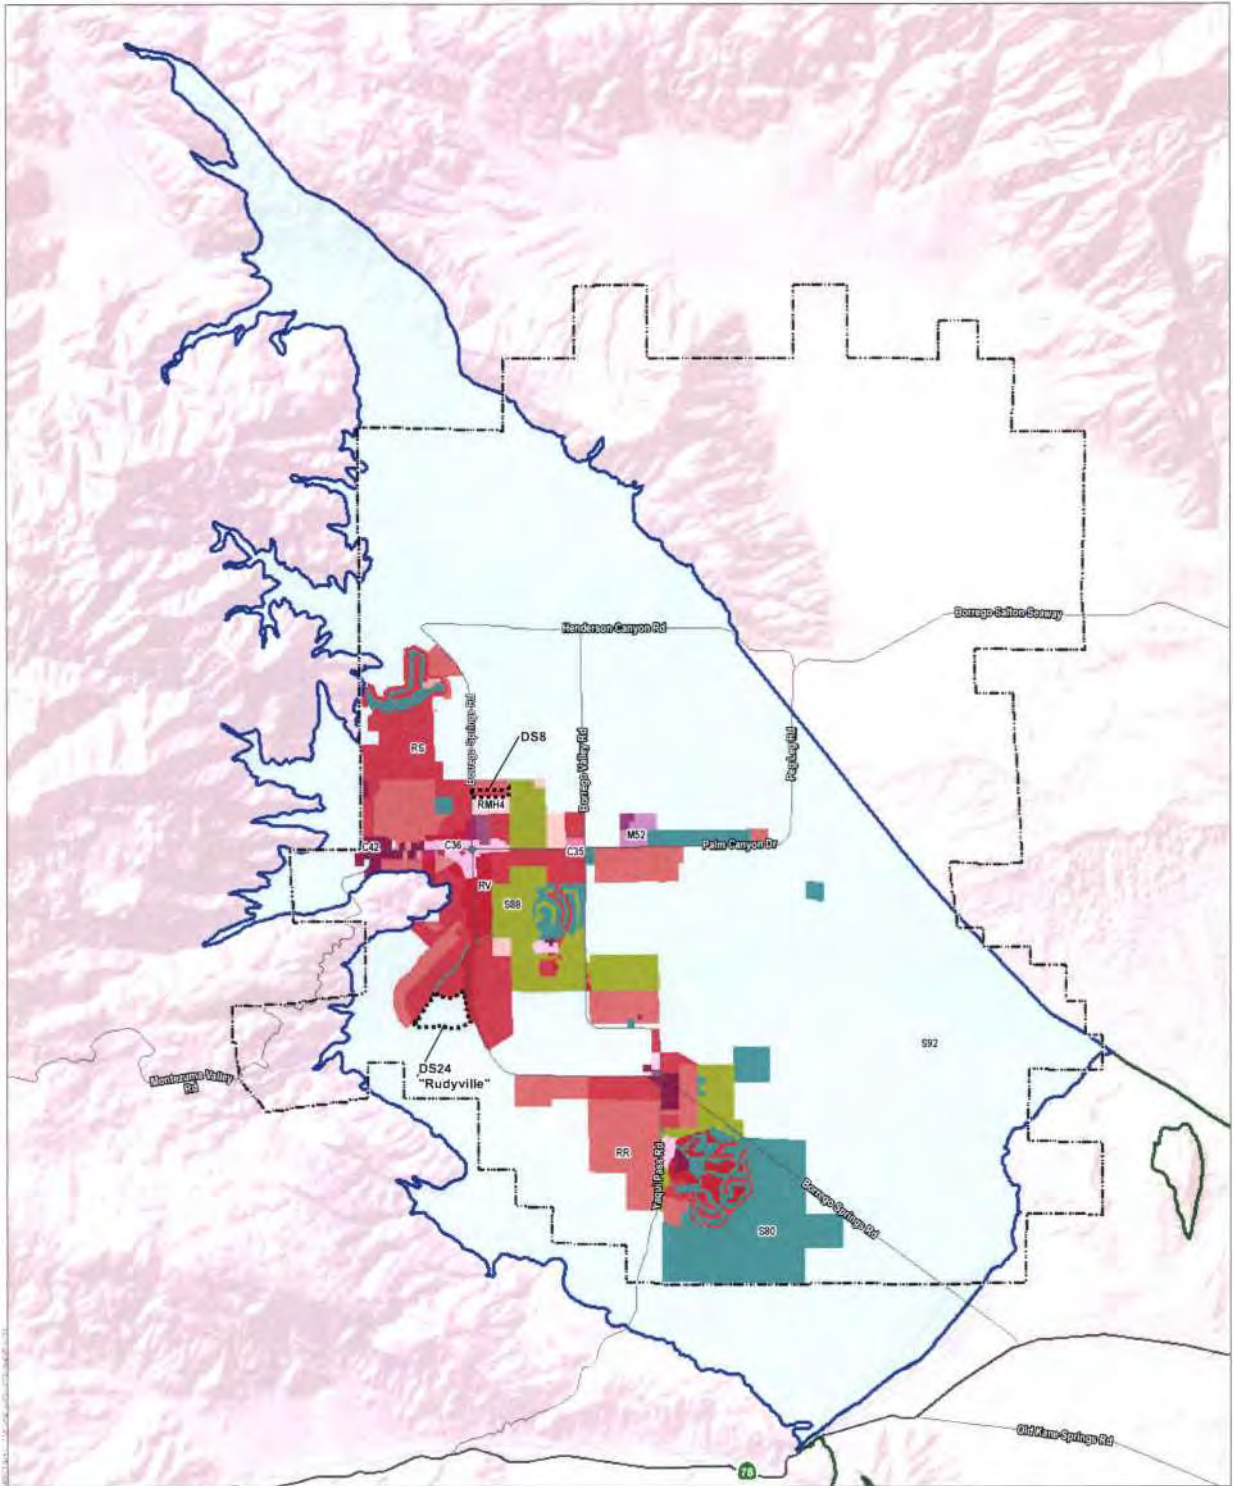 Borrego Salton Seaway
Henderson Canyon Rd
Borrego Springs Rd
Borrego Valley Rd
Peg Leg Rd
RS
DS8
RMH4
M52
C42
C36
C35
Palm Canyon Dr
RV
S88
S92
DS24
"Rudyville"
Montezuma Valley
Rd
RR
Yaqui Pass Rd
Borrego Springs Rd
S80
Old Kane Springs Rd
78